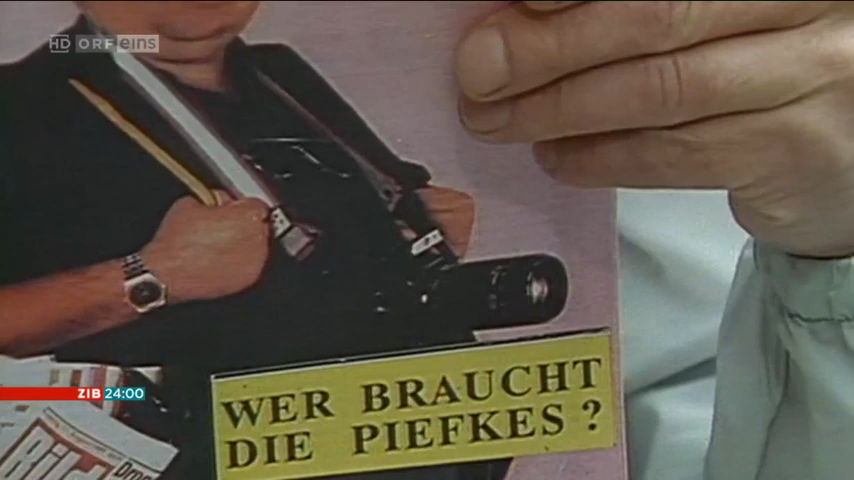 HD ORF eins
WER BRAUCHT
DIE PIEFKES ?
ZIB 24:00
Bild